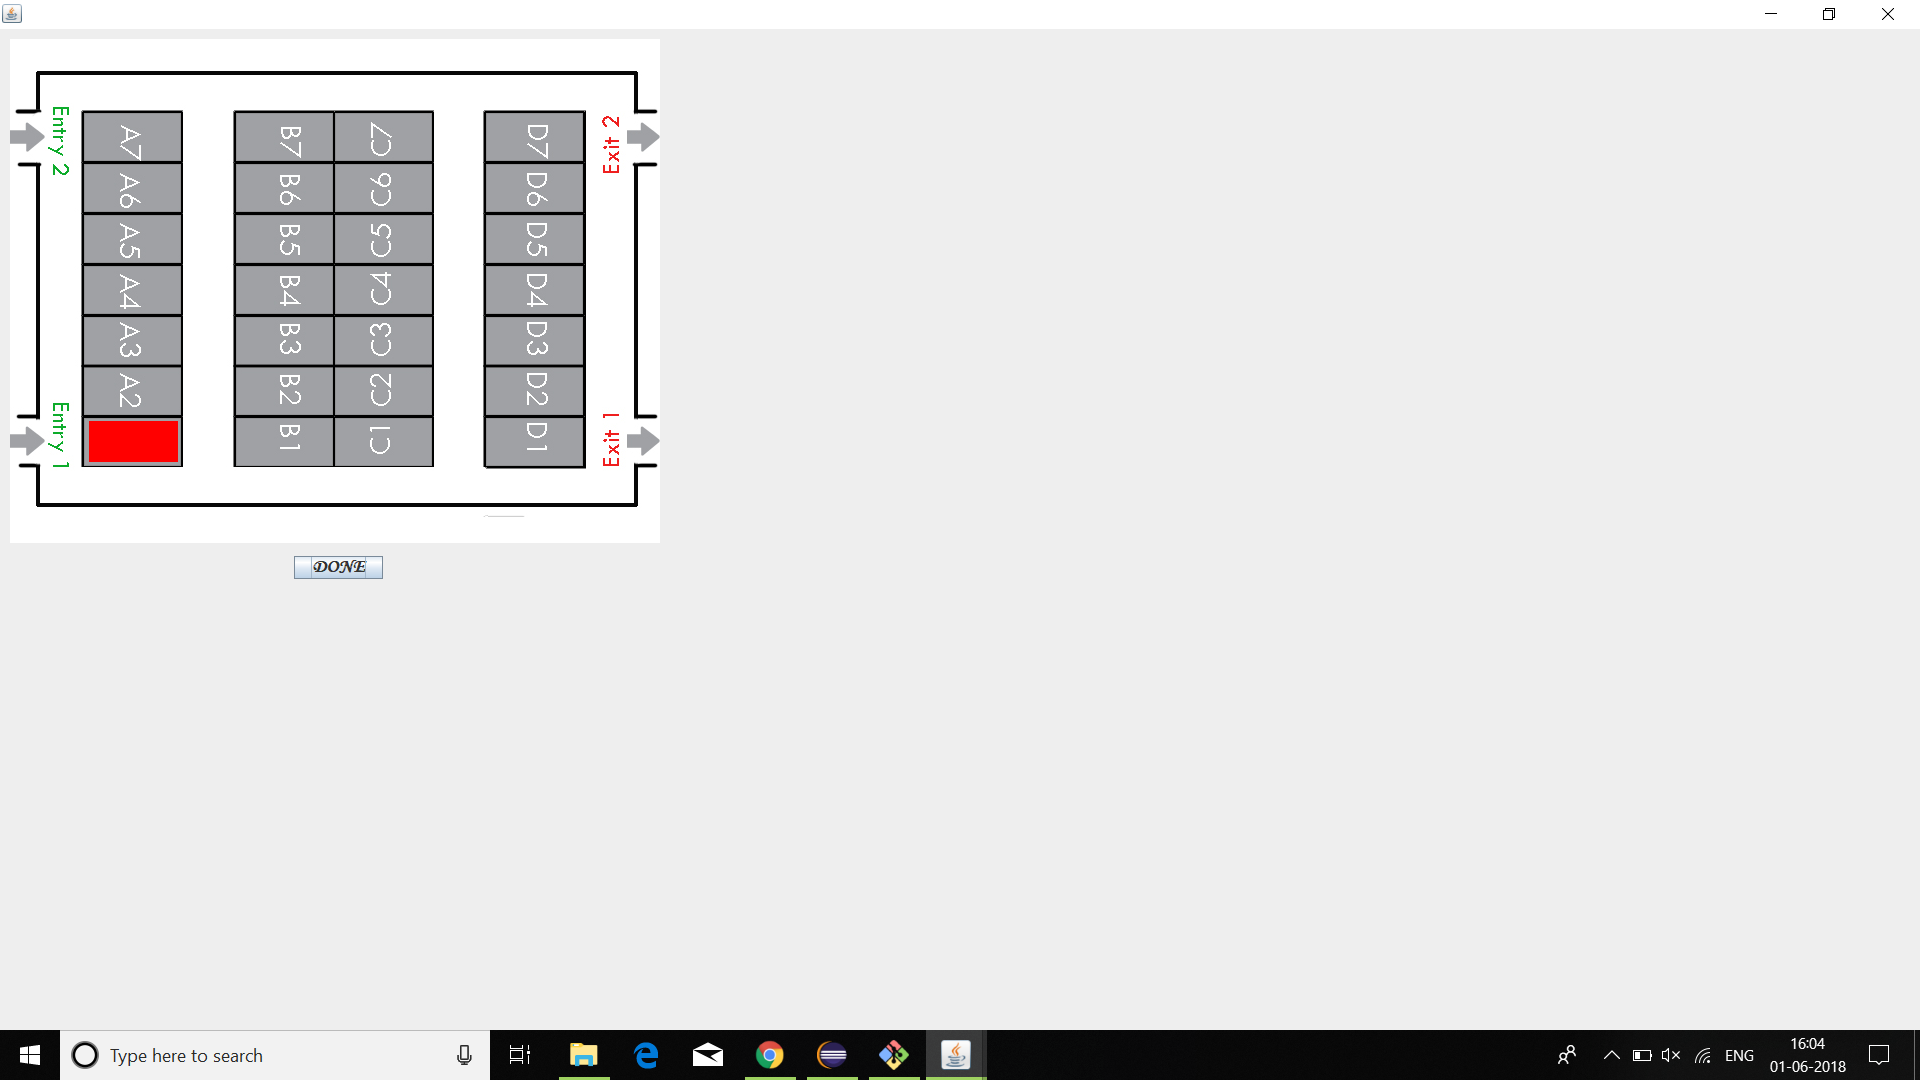 Entry 2
A7
B7
C7
D7
Exit 2
A6
B6
C6
D6
A5
B5
C5
D5
A4
B4
C4
D4
A3
B3
C3
D3
A2
B2
C2
D2
Entry 1
B1
C1
D1
Exit 1
DONE
Type here to search
ENG
16:04
01-06-2018